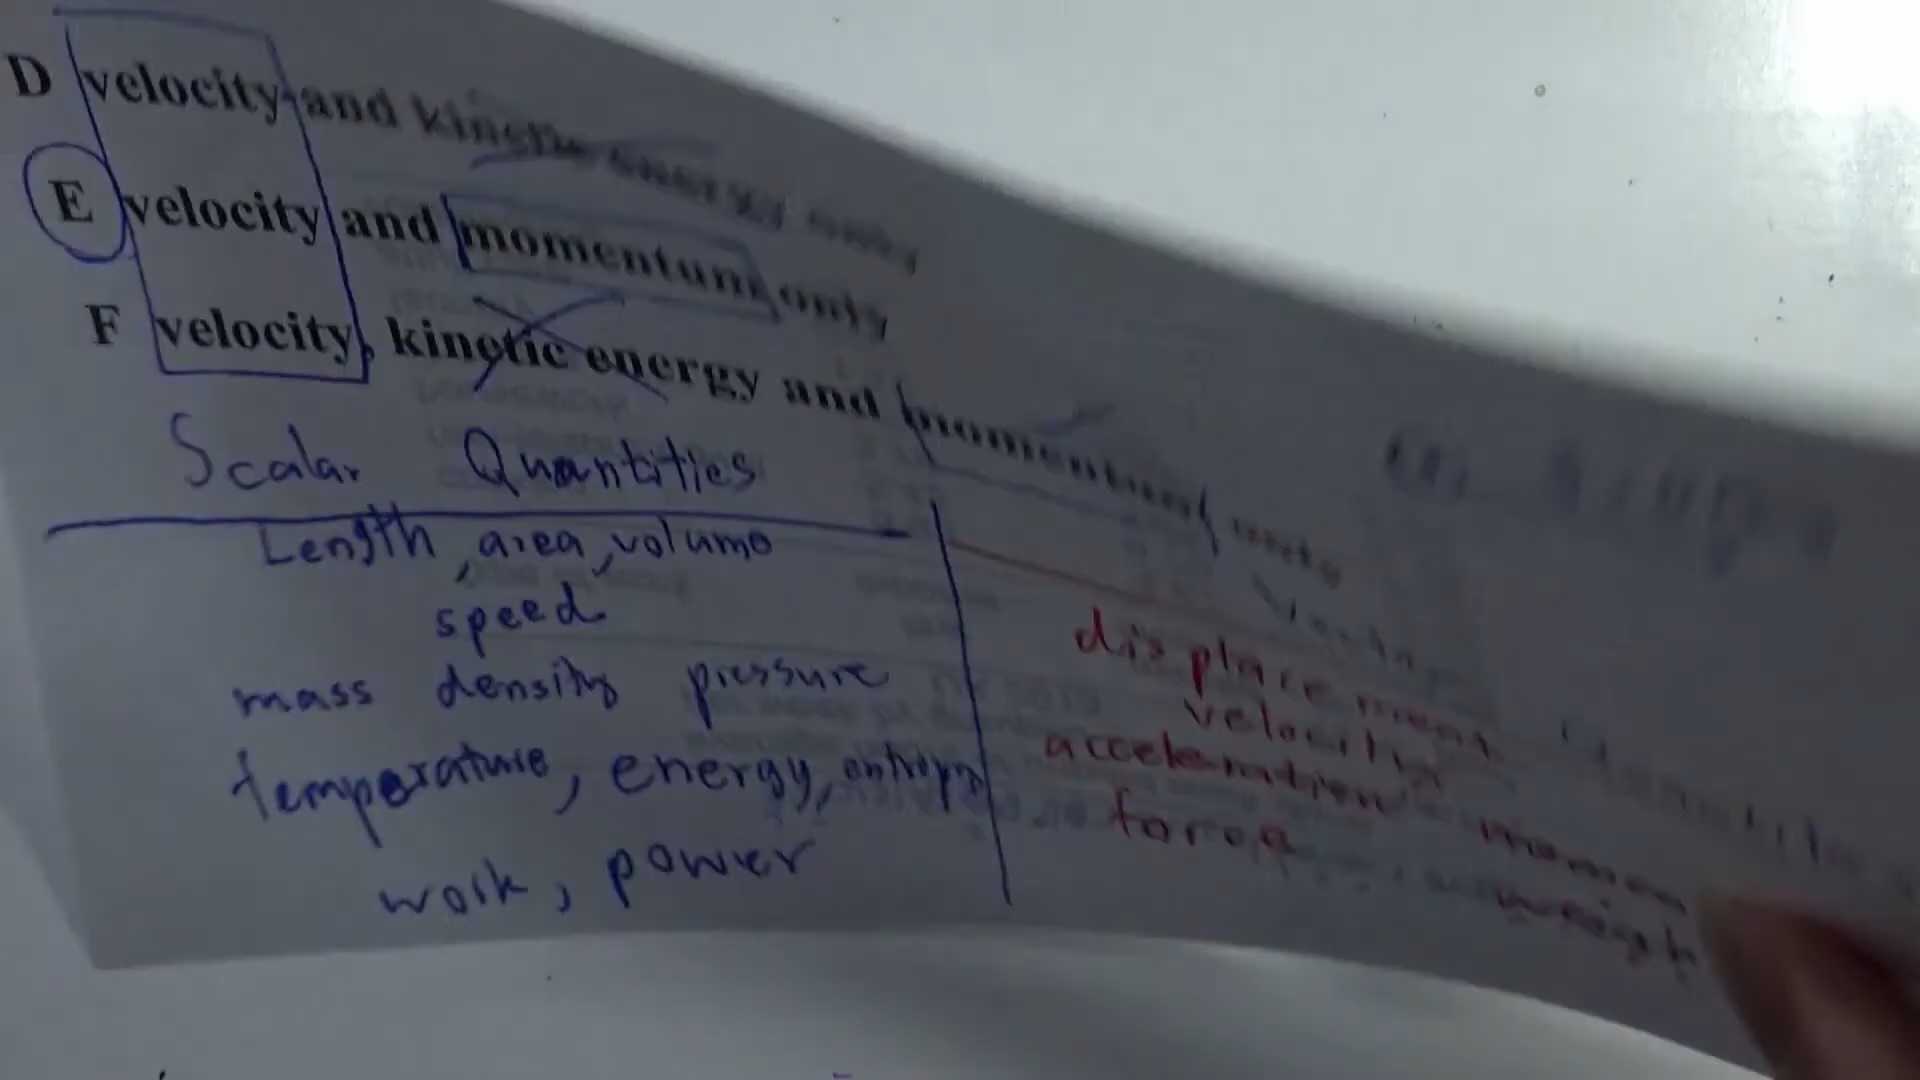 D velocity and kinetic energy only
E velocity and momentum only
F velocity, kinetic energy and momentum only
Scalar Quantities
Length, area, volume
speed
mass density pressure
temperature, energy, entropy
work, power
displacement
velocity
acceleration
force